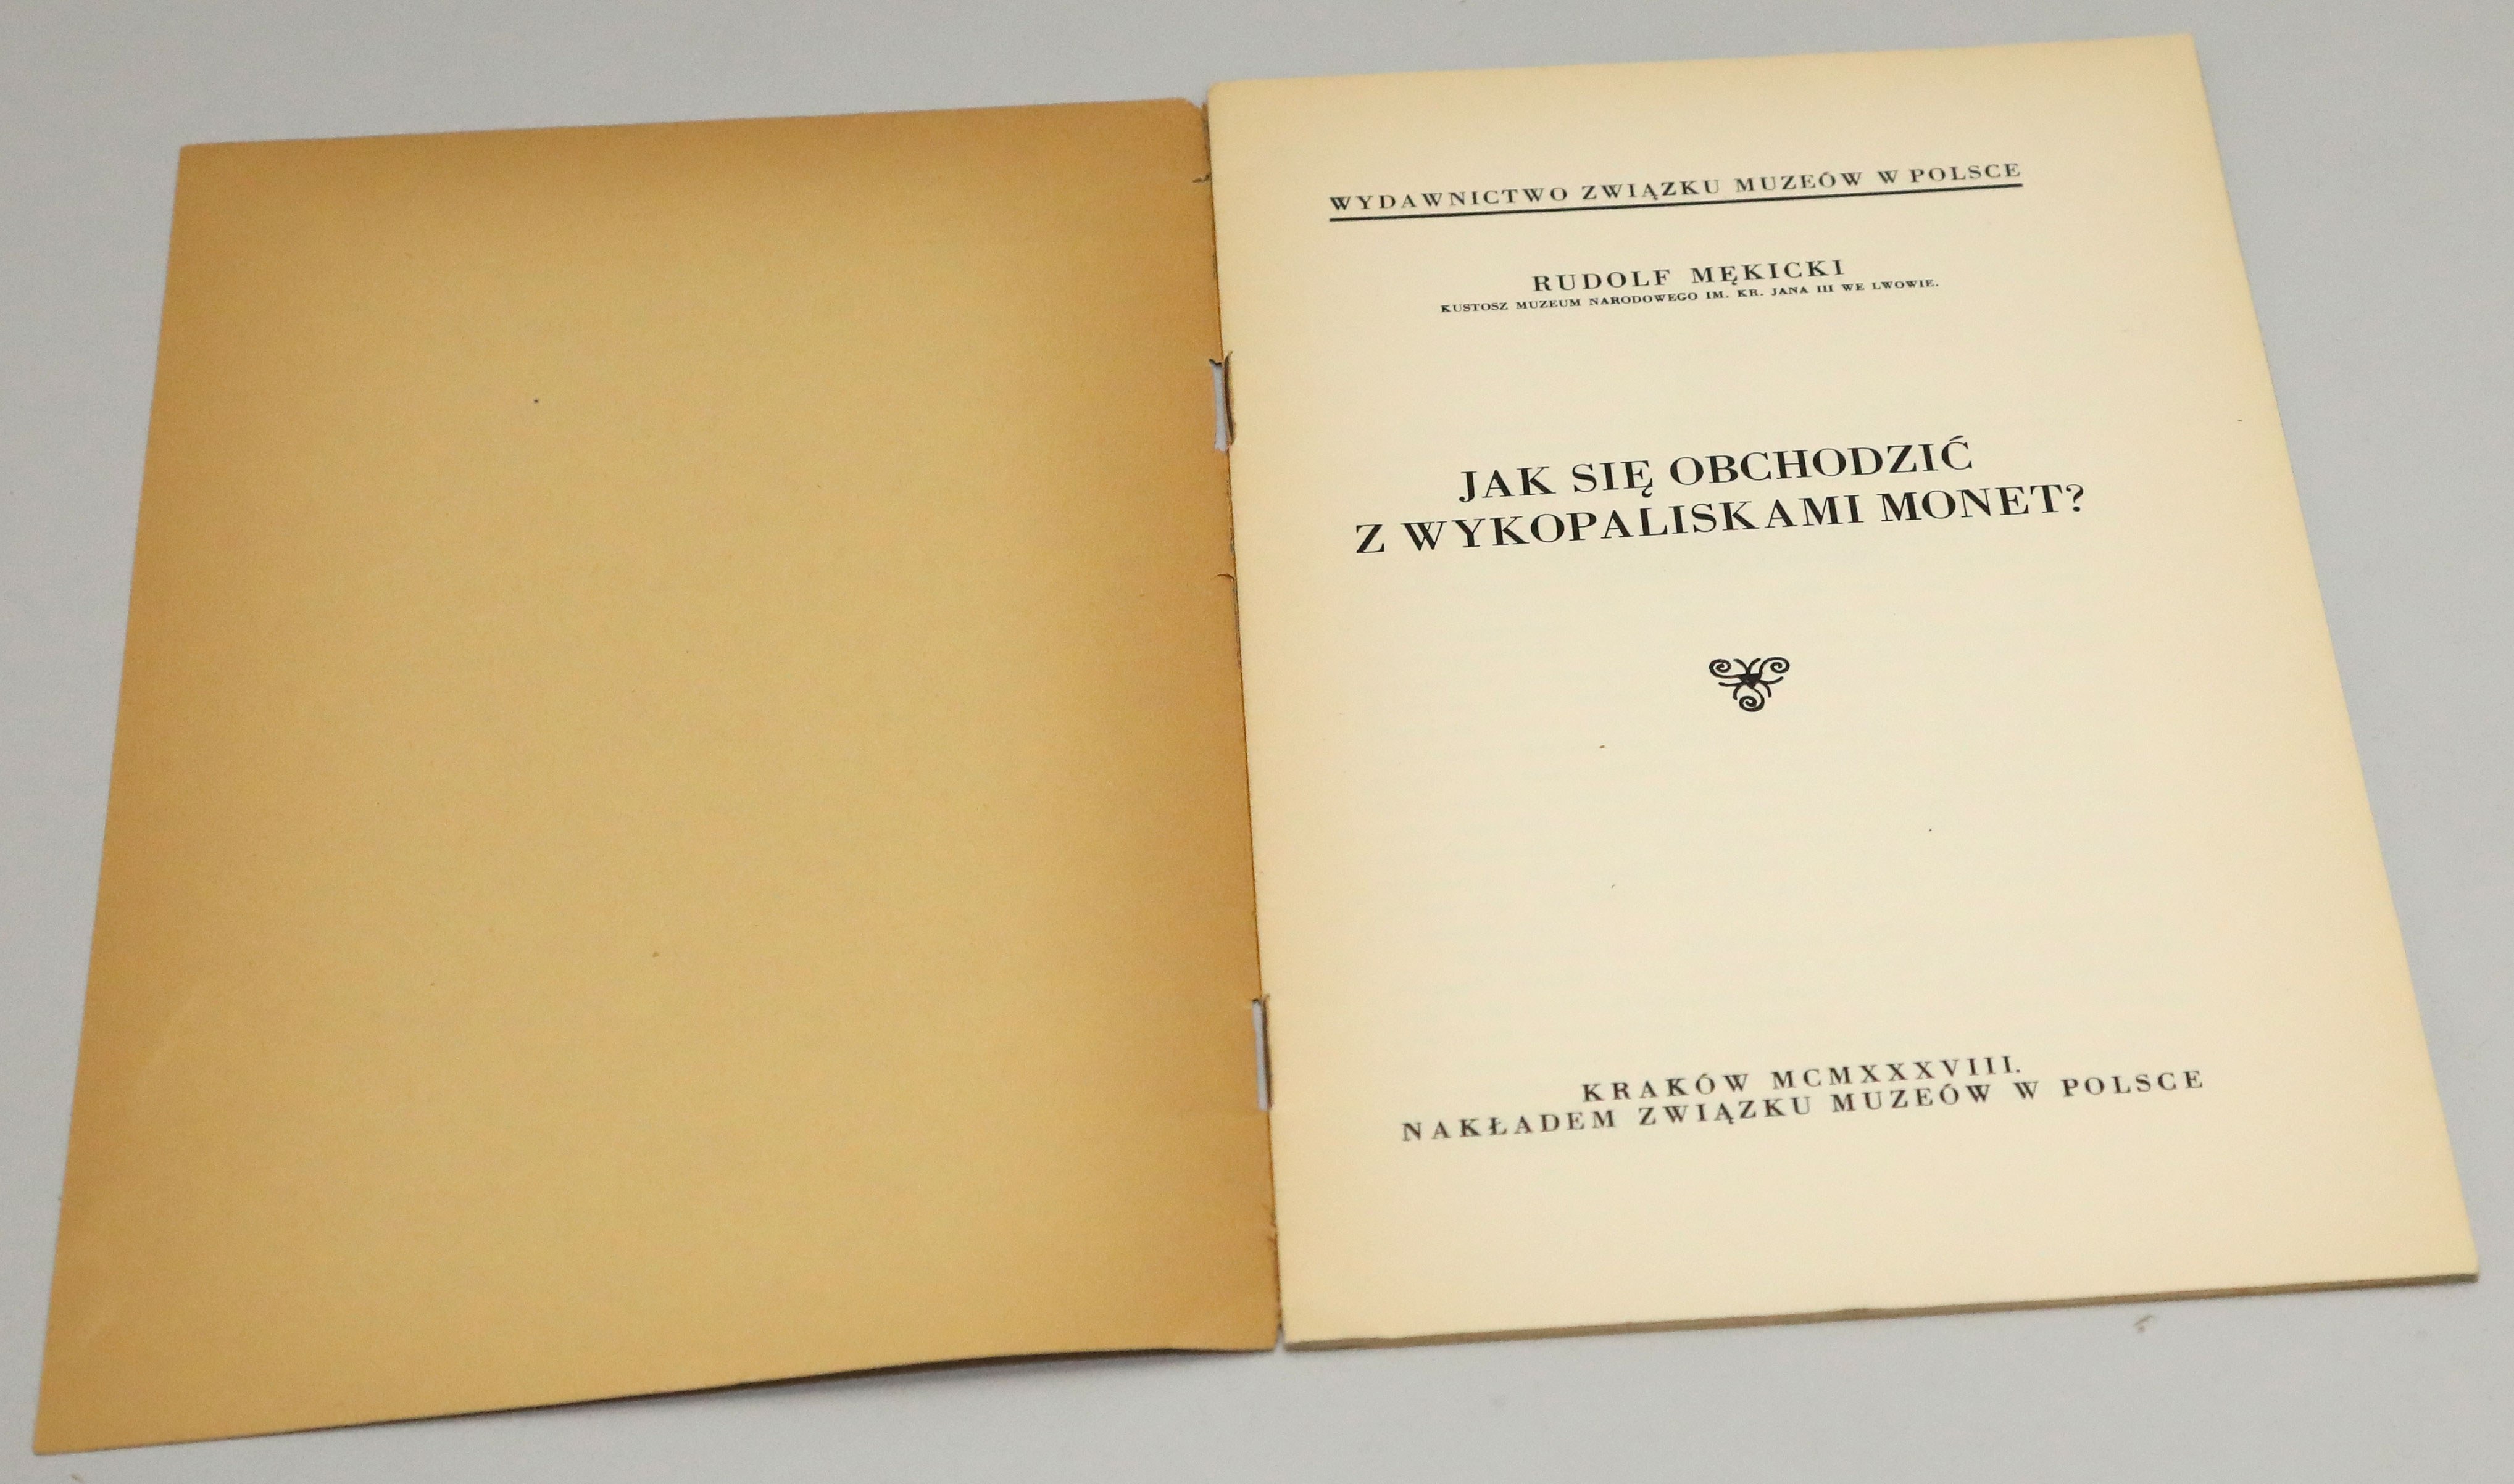 WYDAWNICTWO ZWIĄZKU MUZEÓW W POLSCE
RUDOLF MĘKICKI
KUSTOSZ MUZEUM NARODOWEGO IM. KR. JANA III WE LWOWIE.
JAK SIĘ OBCHODZIĆ
Z WYKOPALISKAMI MONET?
KRAKÓW MCMXXXVIII.
NAKŁADEM ZWIĄZKU MUZEÓW W POLSCE